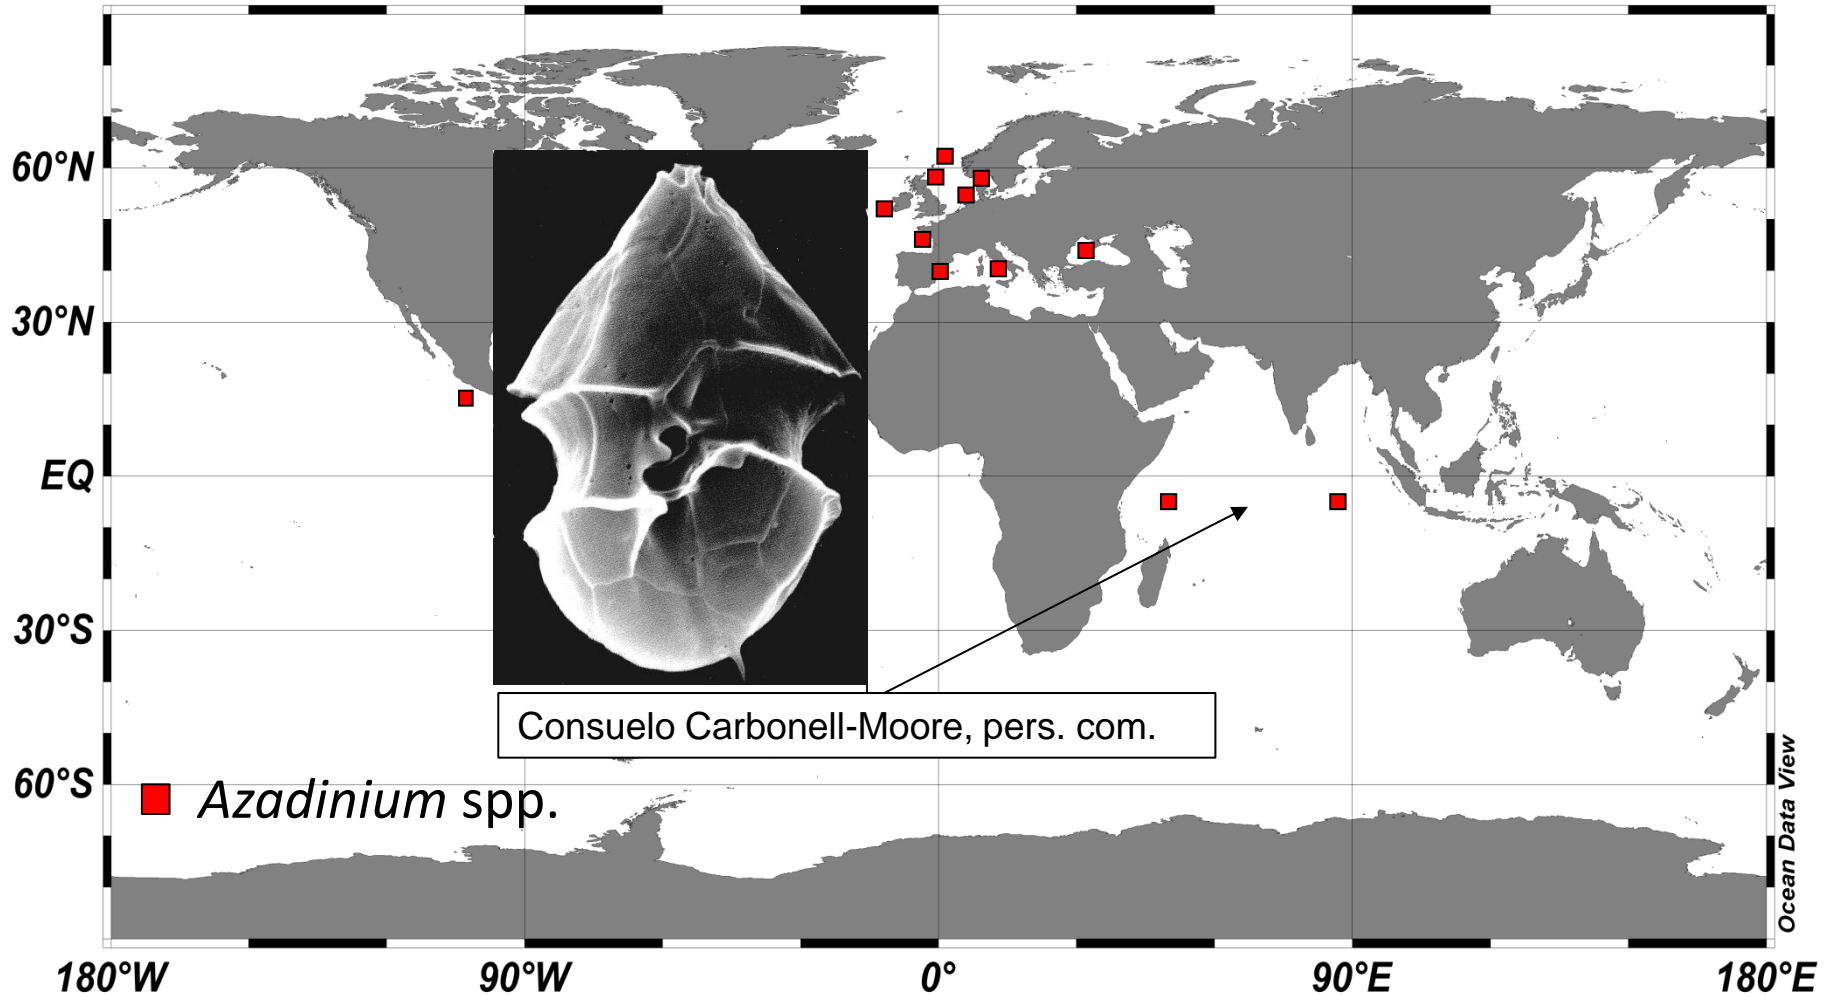 60°N
30°N
EQ
30°S
60°S
Consuelo Carbonell-Moore, pers. com.
Azadinium spp.
Ocean Data View
180°W 90°W 0° 90°E 180°E